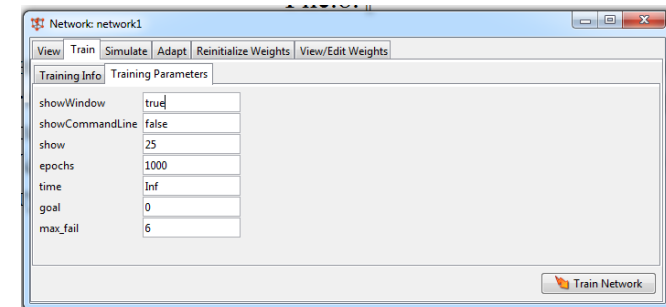 Network: network1
View Train Simulate Adapt Reinitialize Weights View/Edit Weights
Training Info Training Parameters
showWindow true
showCommandLine false
show 25
epochs 1000
time Inf
goal 0
max_fail 6
Train Network